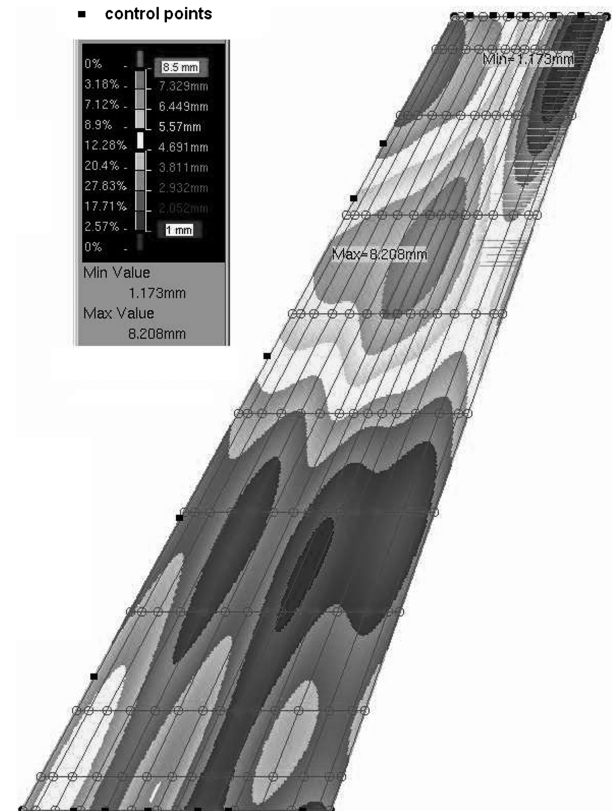 control points
0% 8.5 mm
3.18% 7.329mm
7.12% 6.449mm
8.9% 5.57mm
12.28% 4.691mm
20.4% 3.811mm
27.83% 2.932mm
17.71% 2.052mm
2.57% 1 mm
0%
Min Value
1.173mm
Max Value
8.208mm
Min=1.173mm
Max=8.208mm